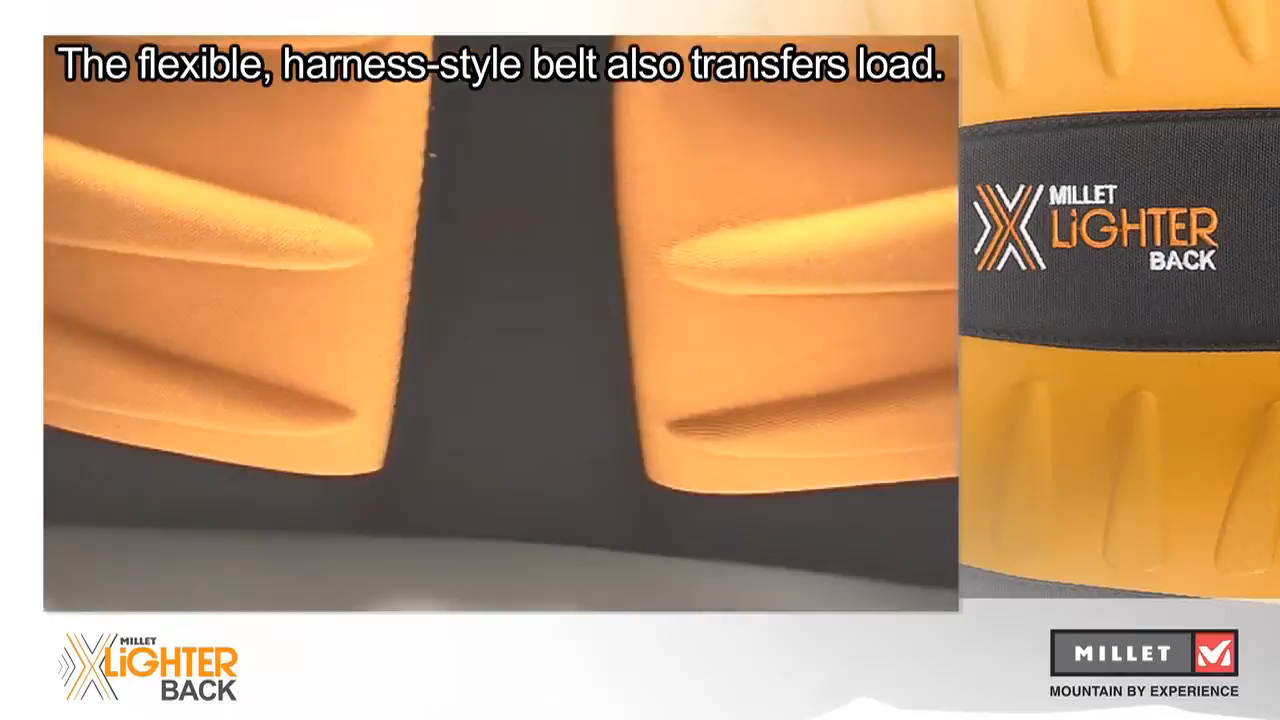 The flexible, harness-style belt also transfers load.
MILLET
LiGHTER
BACK
MILLET
LiGHTER
BACK
MILLET
MOUNTAIN BY EXPERIENCE